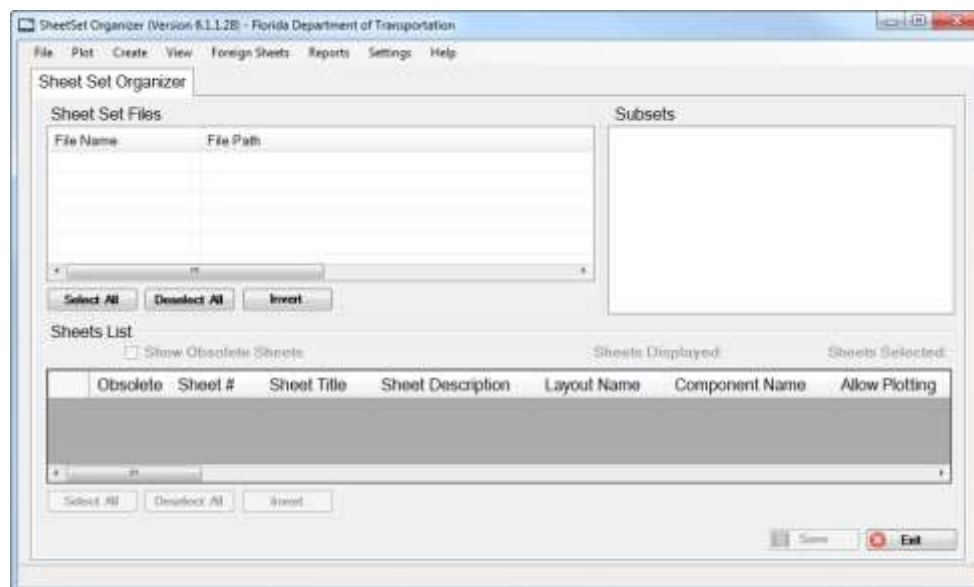 SheetSet Organizer (Version 6.1.1.28) - Florida Department of Transportation
File Plot Create View Foreign Sheets Reports Settings Help
Sheet Set Organizer
Sheet Set Files
Subsets
File Name File Path
Select All Deselect All Invert
Sheets List
Show Obsolete Sheets Sheets Displayed Sheets Selected
Obsolete Sheet # Sheet Title Sheet Description Layout Name Component Name Allow Plotting
Select All Deselect All Invert
Save Exit